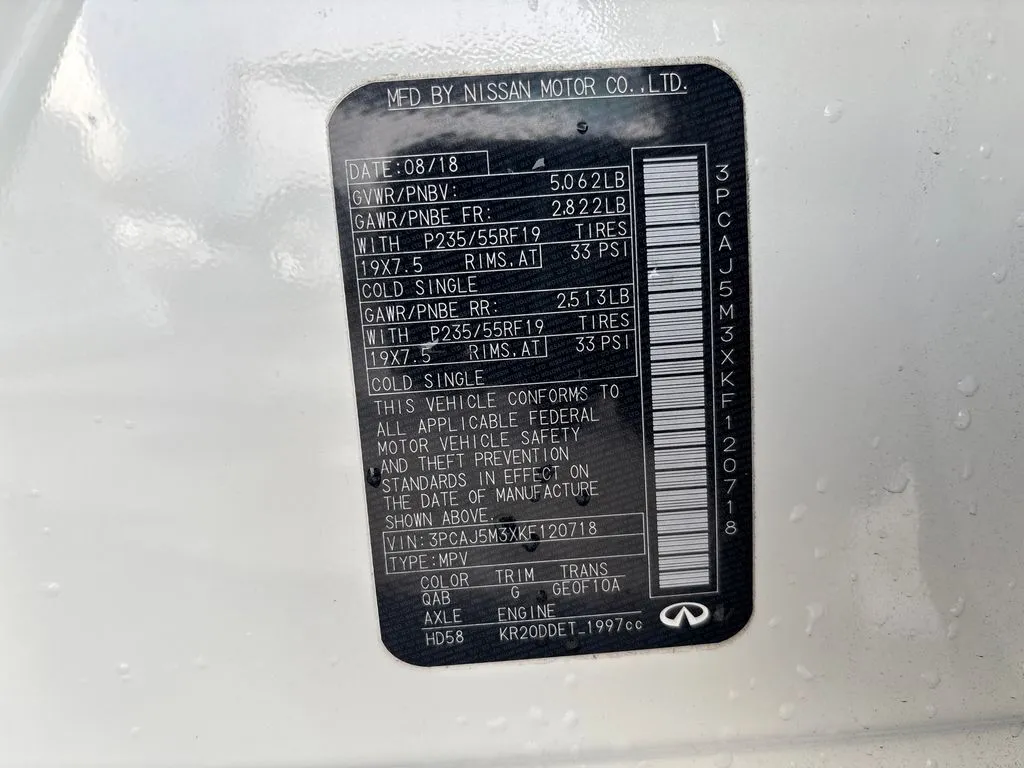 MFD BY NISSAN MOTOR CO.,LTD.
DATE:08/18
GVWR/PNBV: 5,062LB
GAWR/PNBE FR: 2,822LB
WITH P235/55RF19 TIRES
19X7.5 RIMS,AT 33 PSI
COLD SINGLE
GAWR/PNBE RR: 2,513LB
WITH P235/55RF19 TIRES
19X7.5 RIMS,AT 33 PSI
COLD SINGLE
THIS VEHICLE CONFORMS TO
ALL APPLICABLE FEDERAL
MOTOR VEHICLE SAFETY
AND THEFT PREVENTION
STANDARDS IN EFFECT ON
THE DATE OF MANUFACTURE
SHOWN ABOVE.
VIN:3PCAJ5M3XKF120718
TYPE:MPV
COLOR TRIM TRANS
QAB G GE0F10A
AXLE ENGINE
HD58 KR20DDET_1997cc
3PCAJ5M3XKF120718